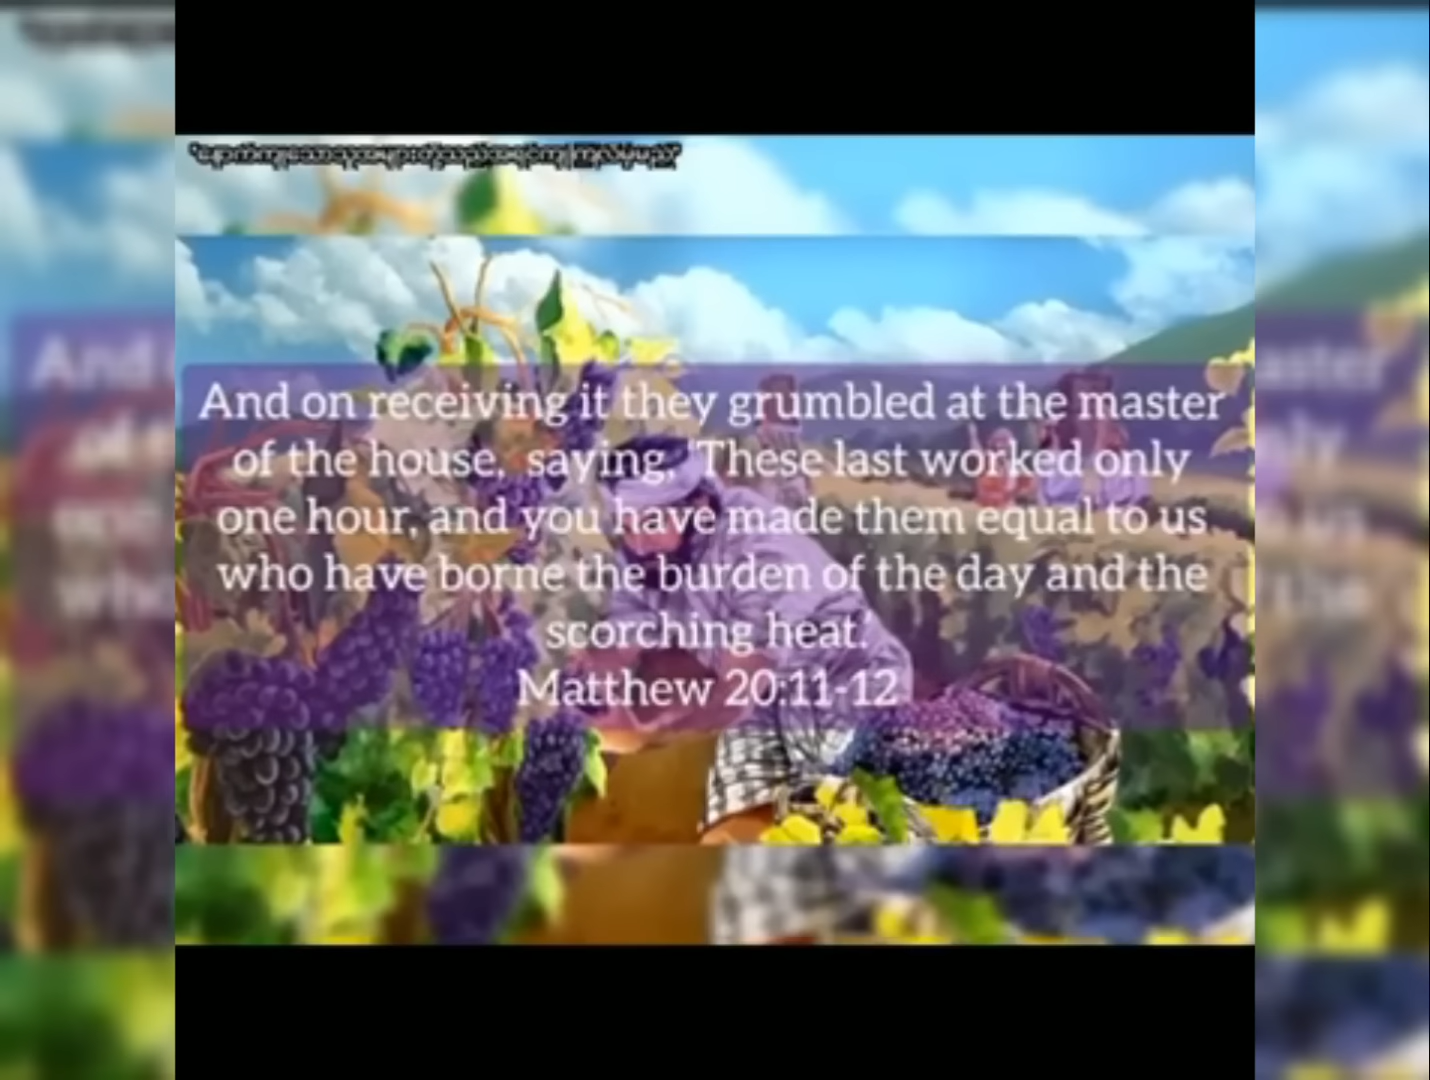 And on receiving it they grumbled at the master
of the house, saying, 'These last worked only
one hour, and you have made them equal to us
who have borne the burden of the day and the
scorching heat.'
Matthew 20:11-12